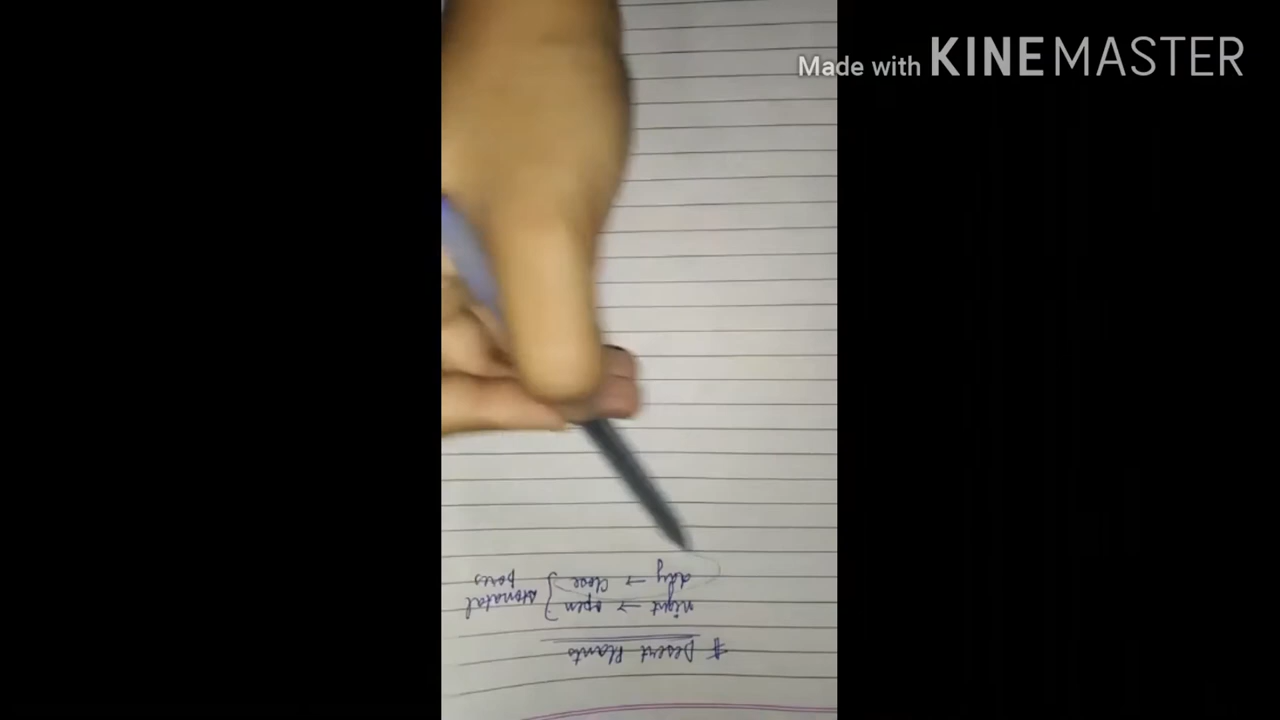 Made with KINEMASTER
# Desert Plants
night → open } stomatal
day → close } pores